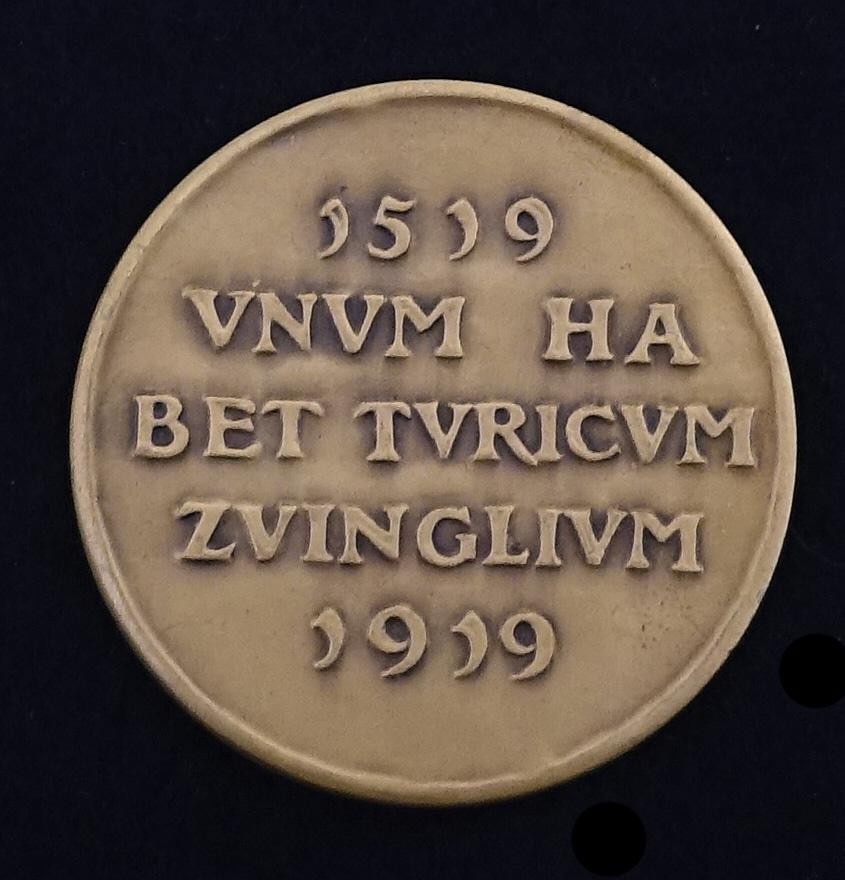 1519
VNVM HA
BET TVRICVM
ZVINGLIVM
1919